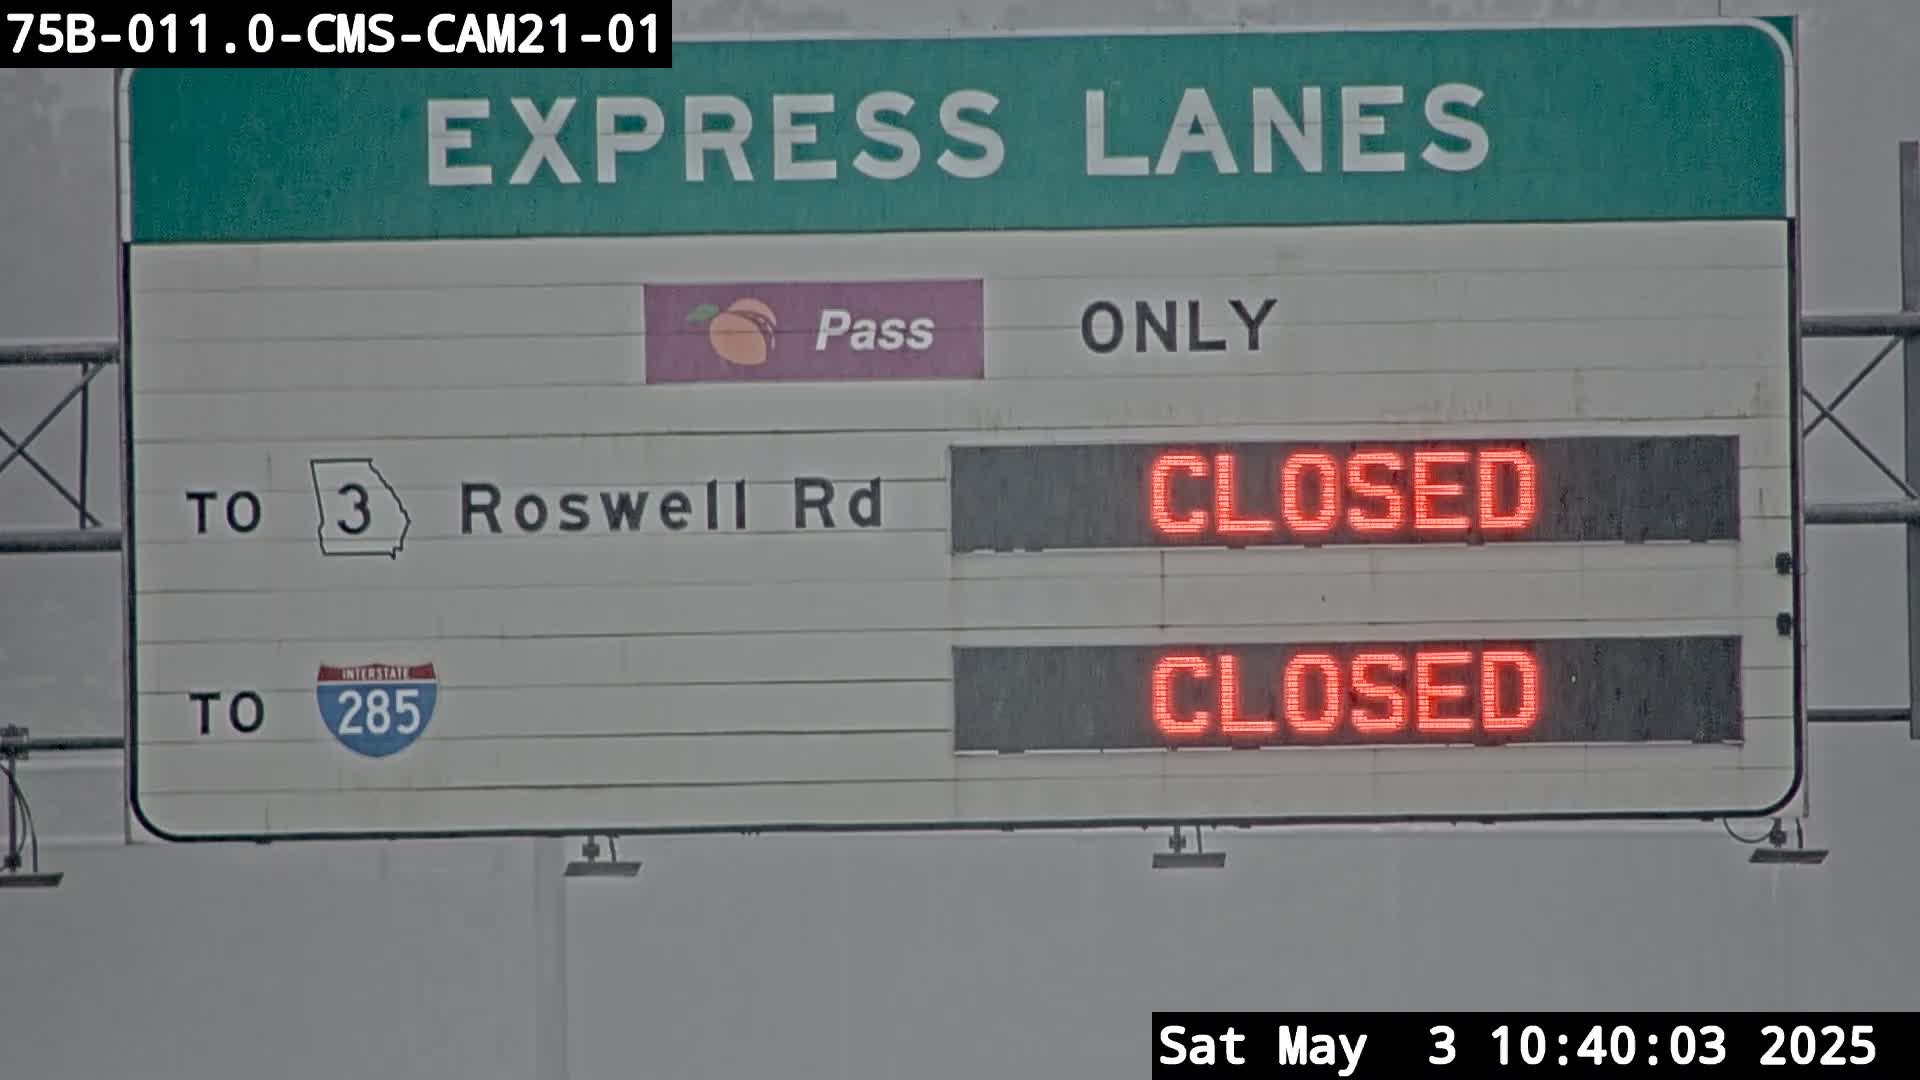 75B-011.0-CMS-CAM21-01
EXPRESS LANES
Pass ONLY
TO 3 Roswell Rd CLOSED
INTERSTATE
TO 285 CLOSED
Sat May 3 10:40:03 2025